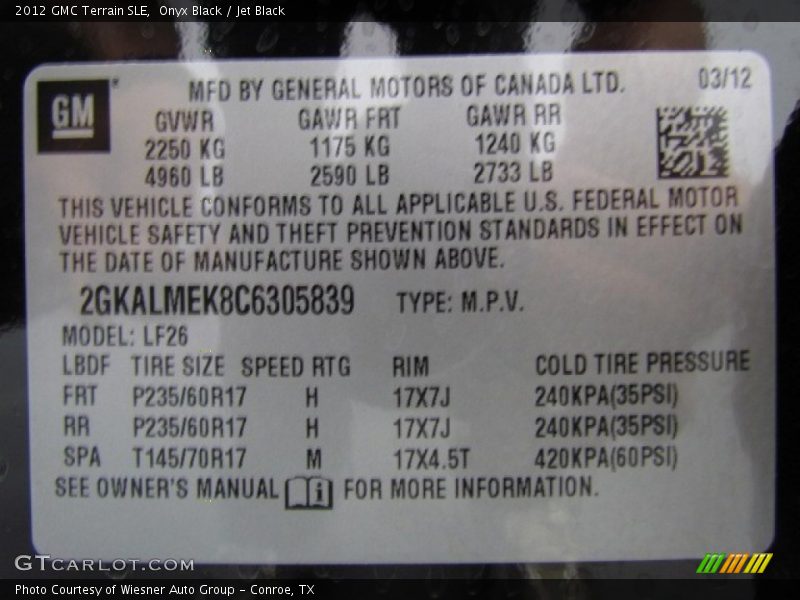 2012 GMC Terrain SLE,  Onyx Black / Jet Black
GM
MFD BY GENERAL MOTORS OF CANADA LTD. 03/12
GVWR GAWR FRT GAWR RR
2250 KG 1175 KG 1240 KG
4960 LB 2590 LB 2733 LB
THIS VEHICLE CONFORMS TO ALL APPLICABLE U.S. FEDERAL MOTOR
VEHICLE SAFETY AND THEFT PREVENTION STANDARDS IN EFFECT ON
THE DATE OF MANUFACTURE SHOWN ABOVE.
2GKALMEK8C6305839 TYPE: M.P.V.
MODEL: LF26
LBDF TIRE SIZE SPEED RTG RIM COLD TIRE PRESSURE
FRT P235/60R17 H 17X7J 240KPA(35PSI)
RR P235/60R17 H 17X7J 240KPA(35PSI)
SPA T145/70R17 M 17X4.5T 420KPA(60PSI)
SEE OWNER'S MANUAL i FOR MORE INFORMATION.
GTCARLOT.COM
Photo Courtesy of Wiesner Auto Group – Conroe, TX